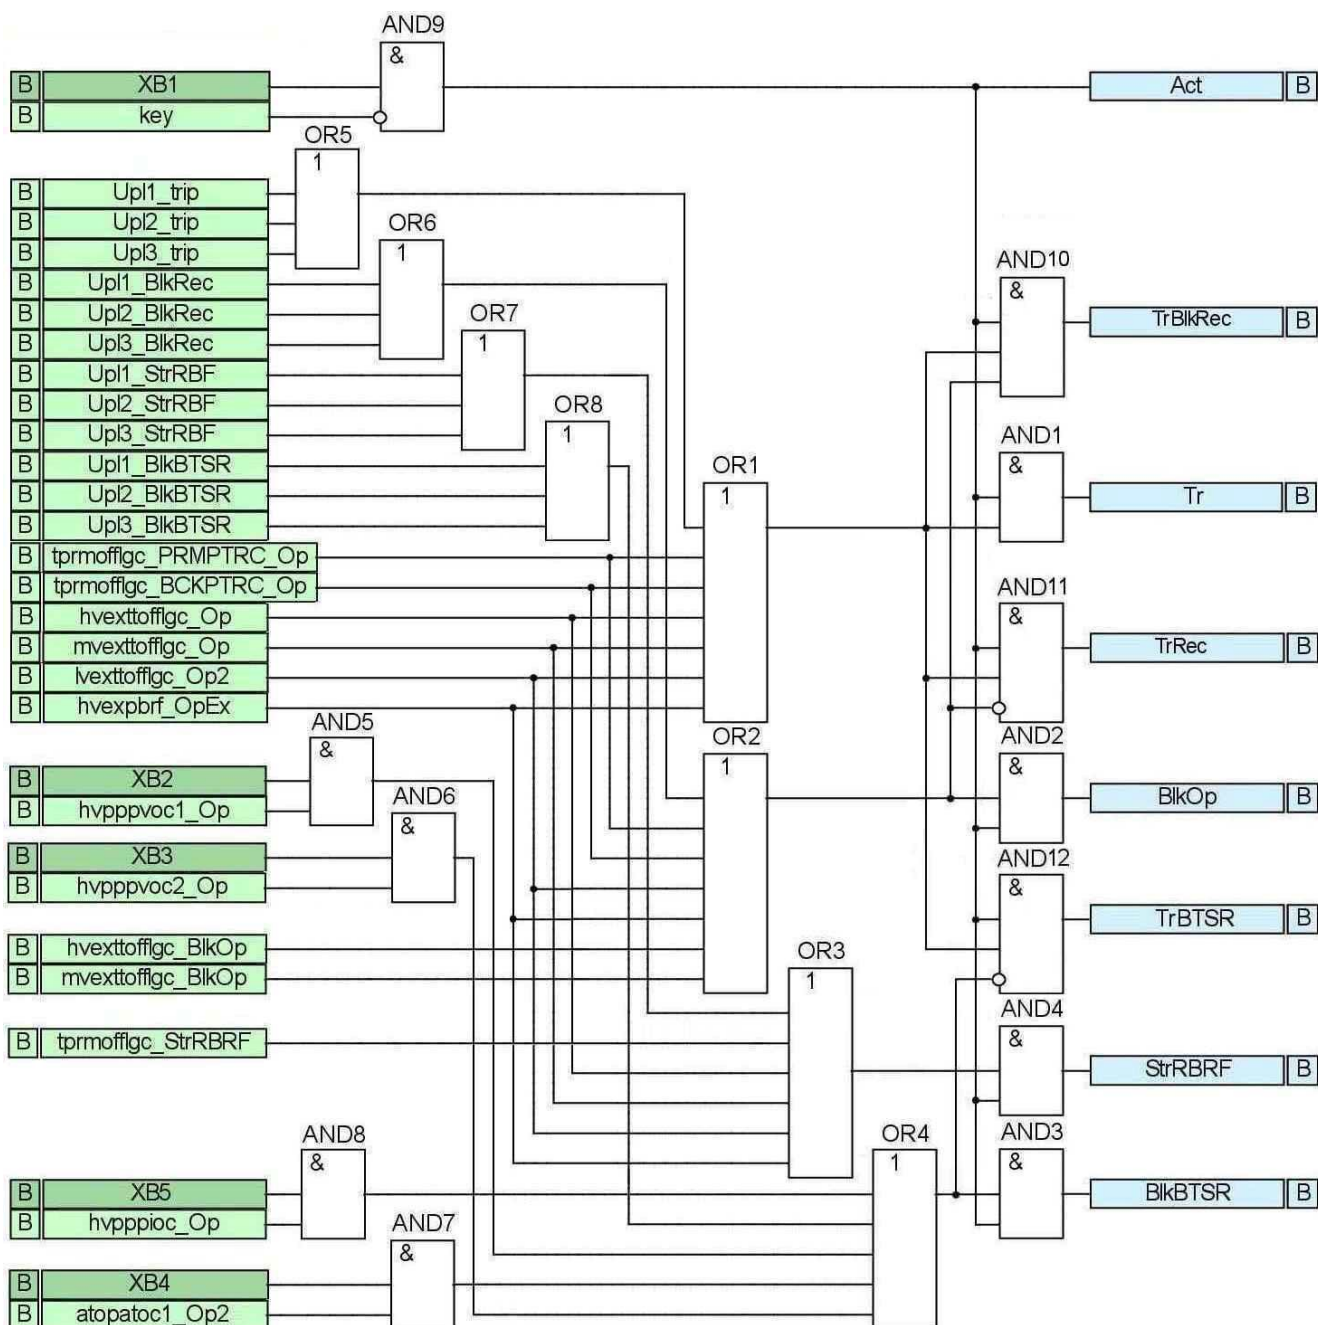 AND9
&
B XB1 Act B
B key
OR5
1
B Upl1_trip
B Upl2_trip
OR6
B Upl3_trip
1
AND10
B Upl1_BlkRec
&
B Upl2_BlkRec
OR7
TrBlkRec B
B Upl3_BlkRec
1
B Upl1_StrRBF
B Upl2_StrRBF
OR8
B Upl3_StrRBF
1
AND1
B Upl1_BlkBTSR
OR1
&
B Upl2_BlkBTSR
1
Tr B
B Upl3_BlkBTSR
B tprmofflgc_PRMPTRC_Op
B tprmofflgc_BCKPTRC_Op
AND11
B hvexttofflgc_Op
&
B mvexttofflgc_Op
TrRec B
B lvexttofflgc_Op2
B hvexpbrf_OpEx
AND5
OR2
AND2
&
1
&
B XB2
AND6
BlkOp B
B hvpppvoc1_Op
&
B XB3
AND12
B hvpppvoc2_Op
&
TrBTSR B
B hvexttofflgc_BlkOp
OR3
B mvexttofflgc_BlkOp
1
AND4
B tprmofflgc_StrRBRF
&
StrRBRF B
AND8
OR4
AND3
&
1
&
B XB5
BlkBTSR B
B hvpppioc_Op
AND7
&
B XB4
B atopatoc1_Op2